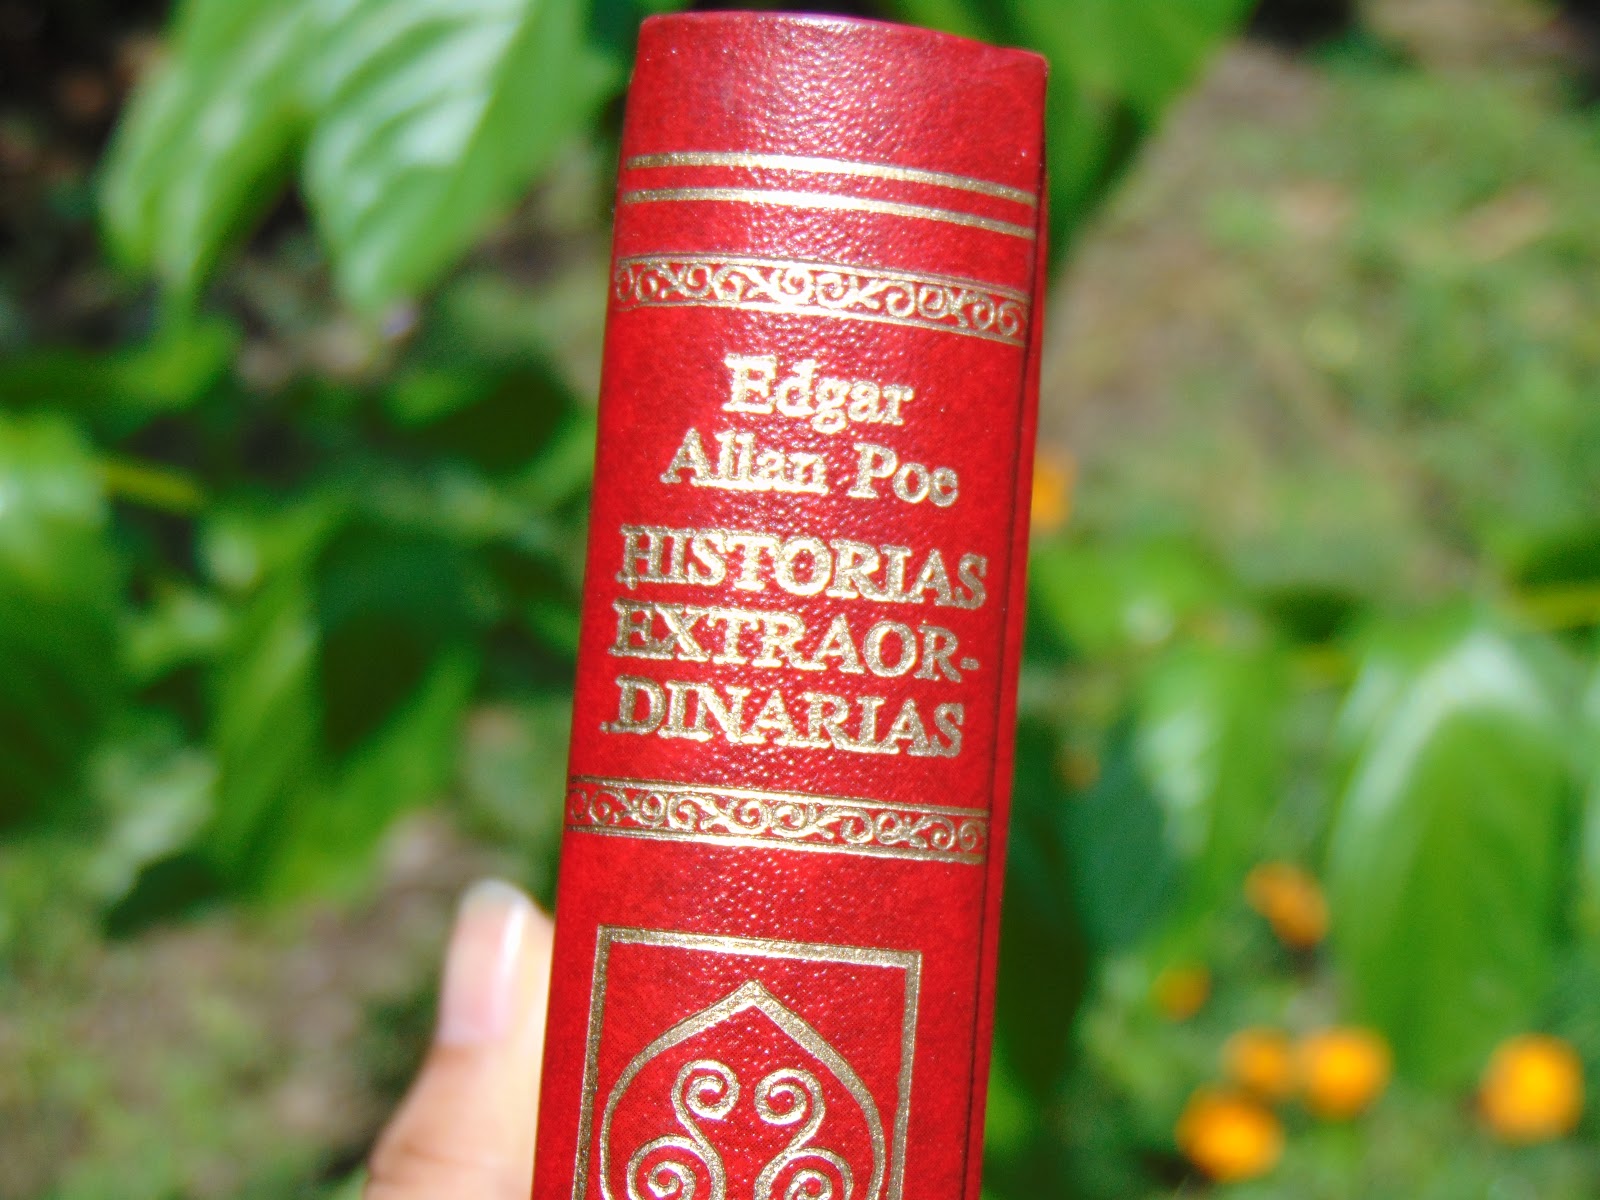 Edgar
Allan Poe
HISTORIAS
EXTRAOR-
DINARIAS